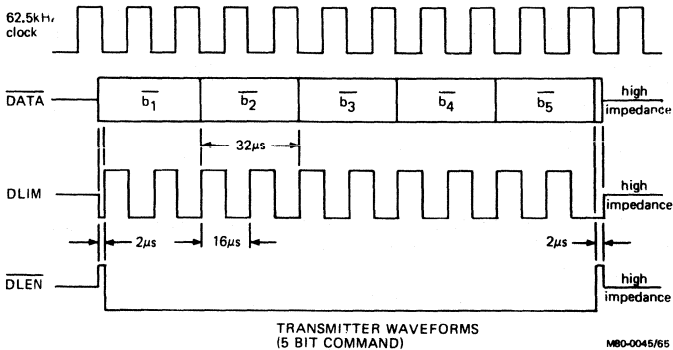 62.5kHz
clock
DATA
b1
b2
b3
b4
b5
high
impedance
32μs
DLIM
high
impedance
2μs
16μs
2μs
DLEN
high
impedance
TRANSMITTER WAVEFORMS
(5 BIT COMMAND)
M80-0045/65